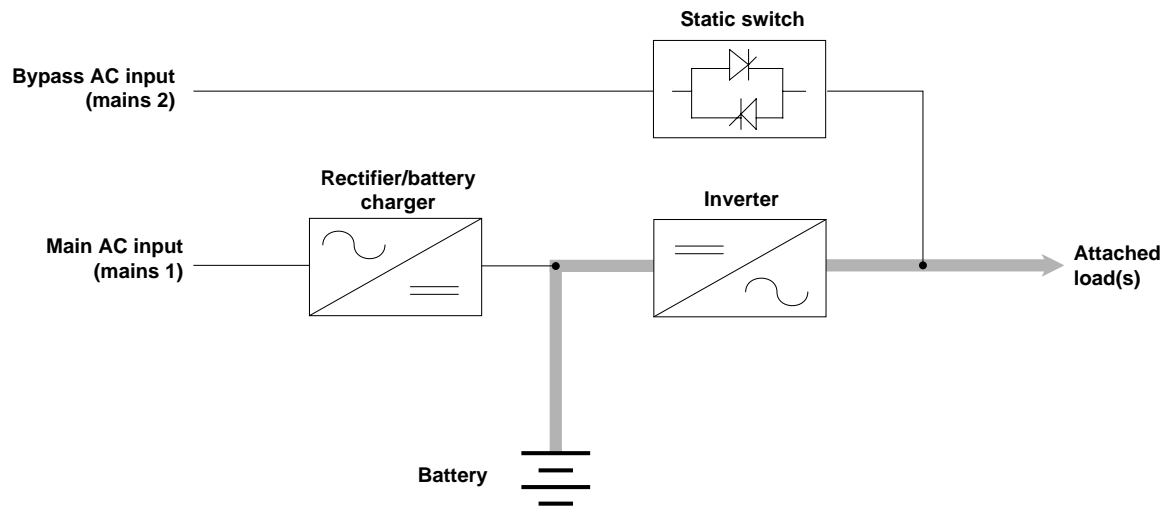 Static switch
Bypass AC input
(mains 2)
Rectifier/battery
charger
Inverter
Main AC input
(mains 1)
Attached
load(s)
Battery